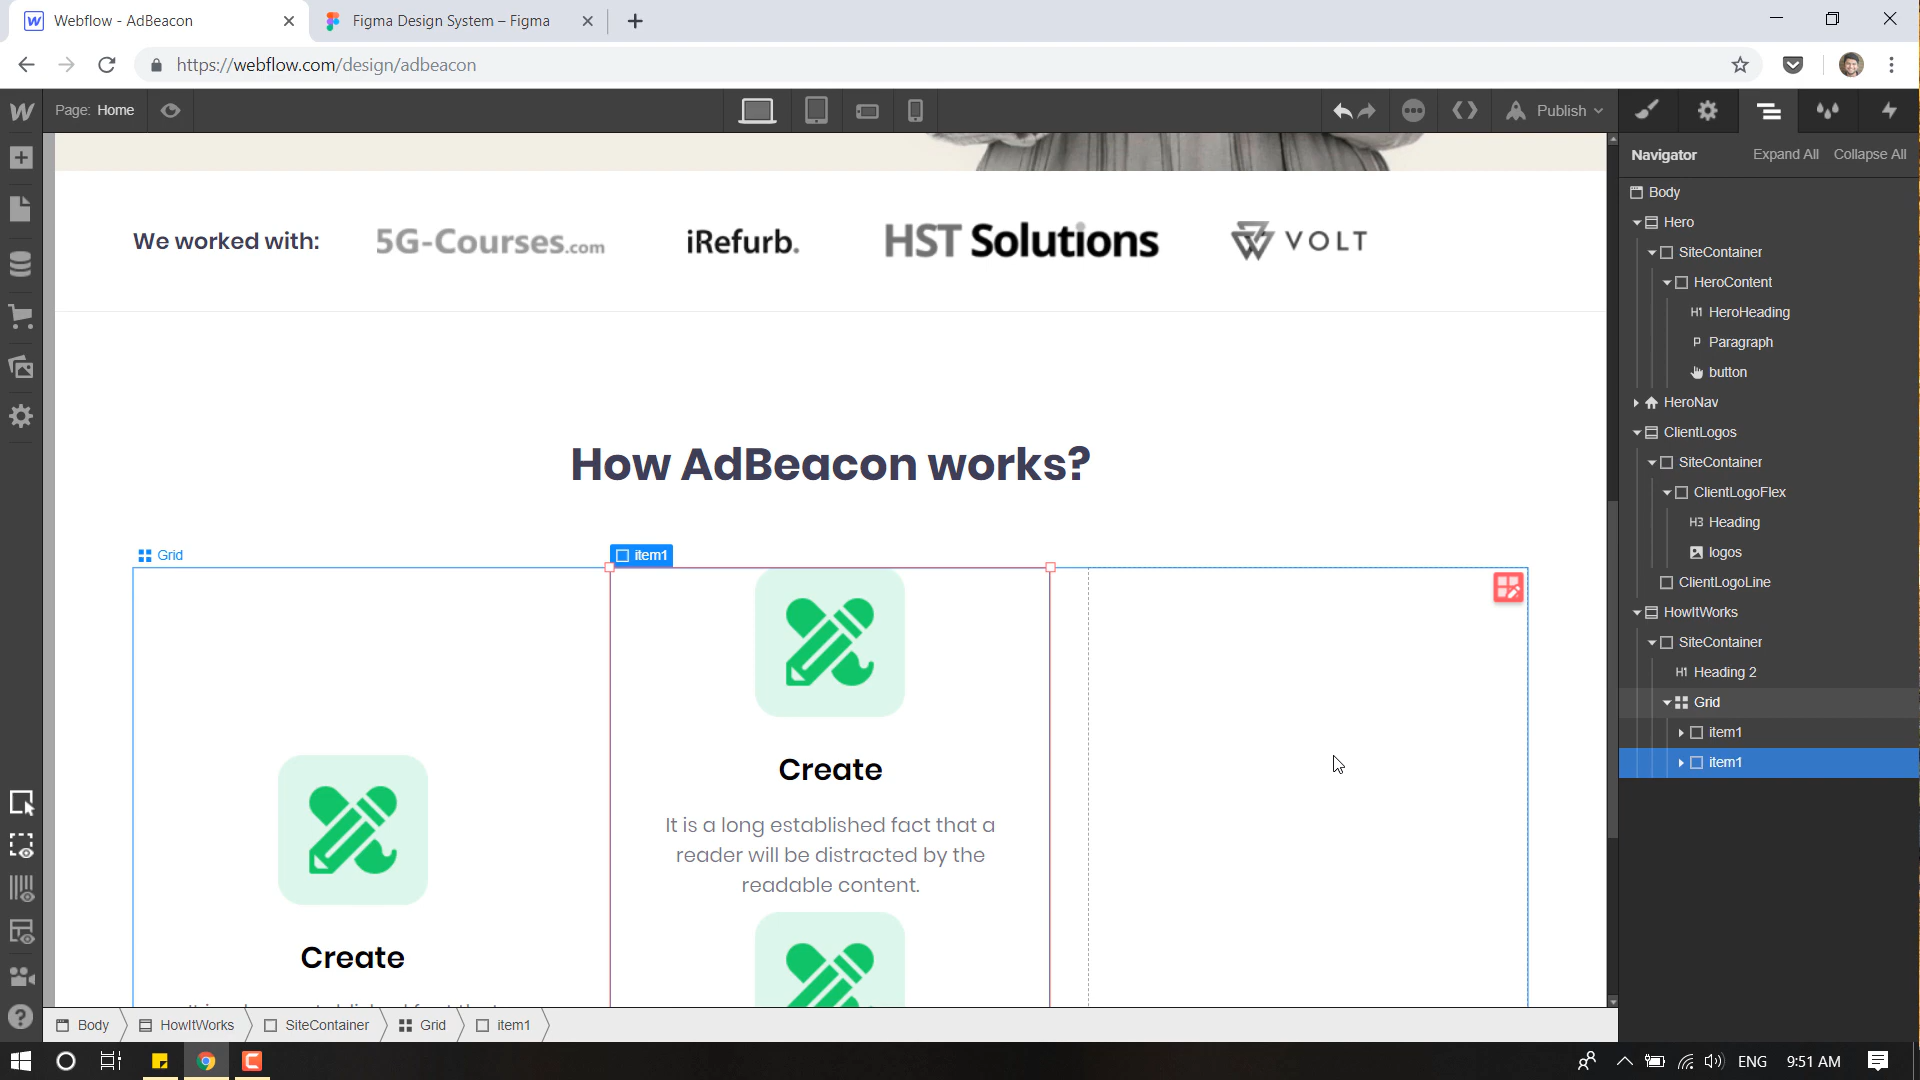 Webflow - AdBeacon
Figma Design System – Figma
https://webflow.com/design/adbeacon
Page: Home
Publish
Navigator
Expand All
Collapse All
We worked with:
5G-Courses.com
iRefurb.
HST Solutions
VOLT
How AdBeacon works?
Grid
item1
Create
It is a long established fact that a
reader will be distracted by the
readable content.
Create
Body
Hero
SiteContainer
HeroContent
H1 HeroHeading
P Paragraph
button
HeroNav
ClientLogos
SiteContainer
ClientLogoFlex
H3 Heading
logos
ClientLogoLine
HowItWorks
SiteContainer
H1 Heading 2
Grid
item1
item1
Body
HowItWorks
SiteContainer
Grid
item1
ENG
9:51 AM